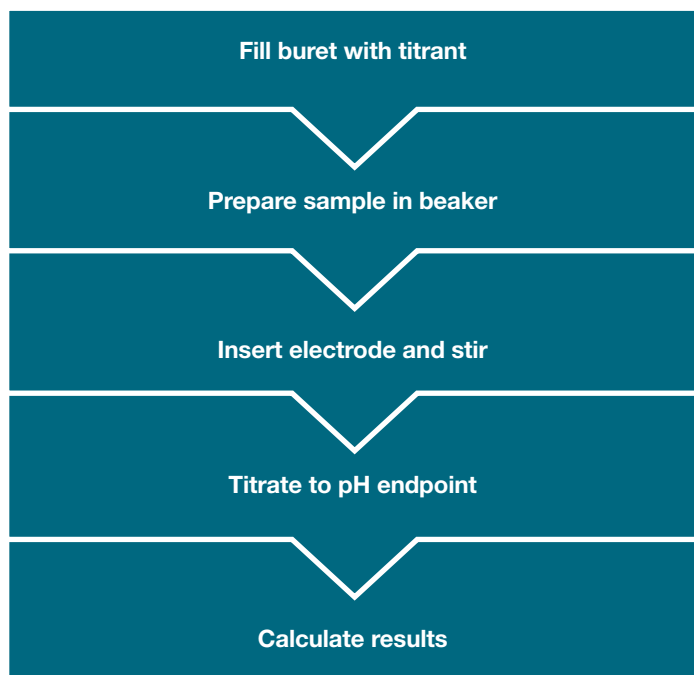 Fill buret with titrant
Prepare sample in beaker
Insert electrode and stir
Titrate to pH endpoint
Calculate results